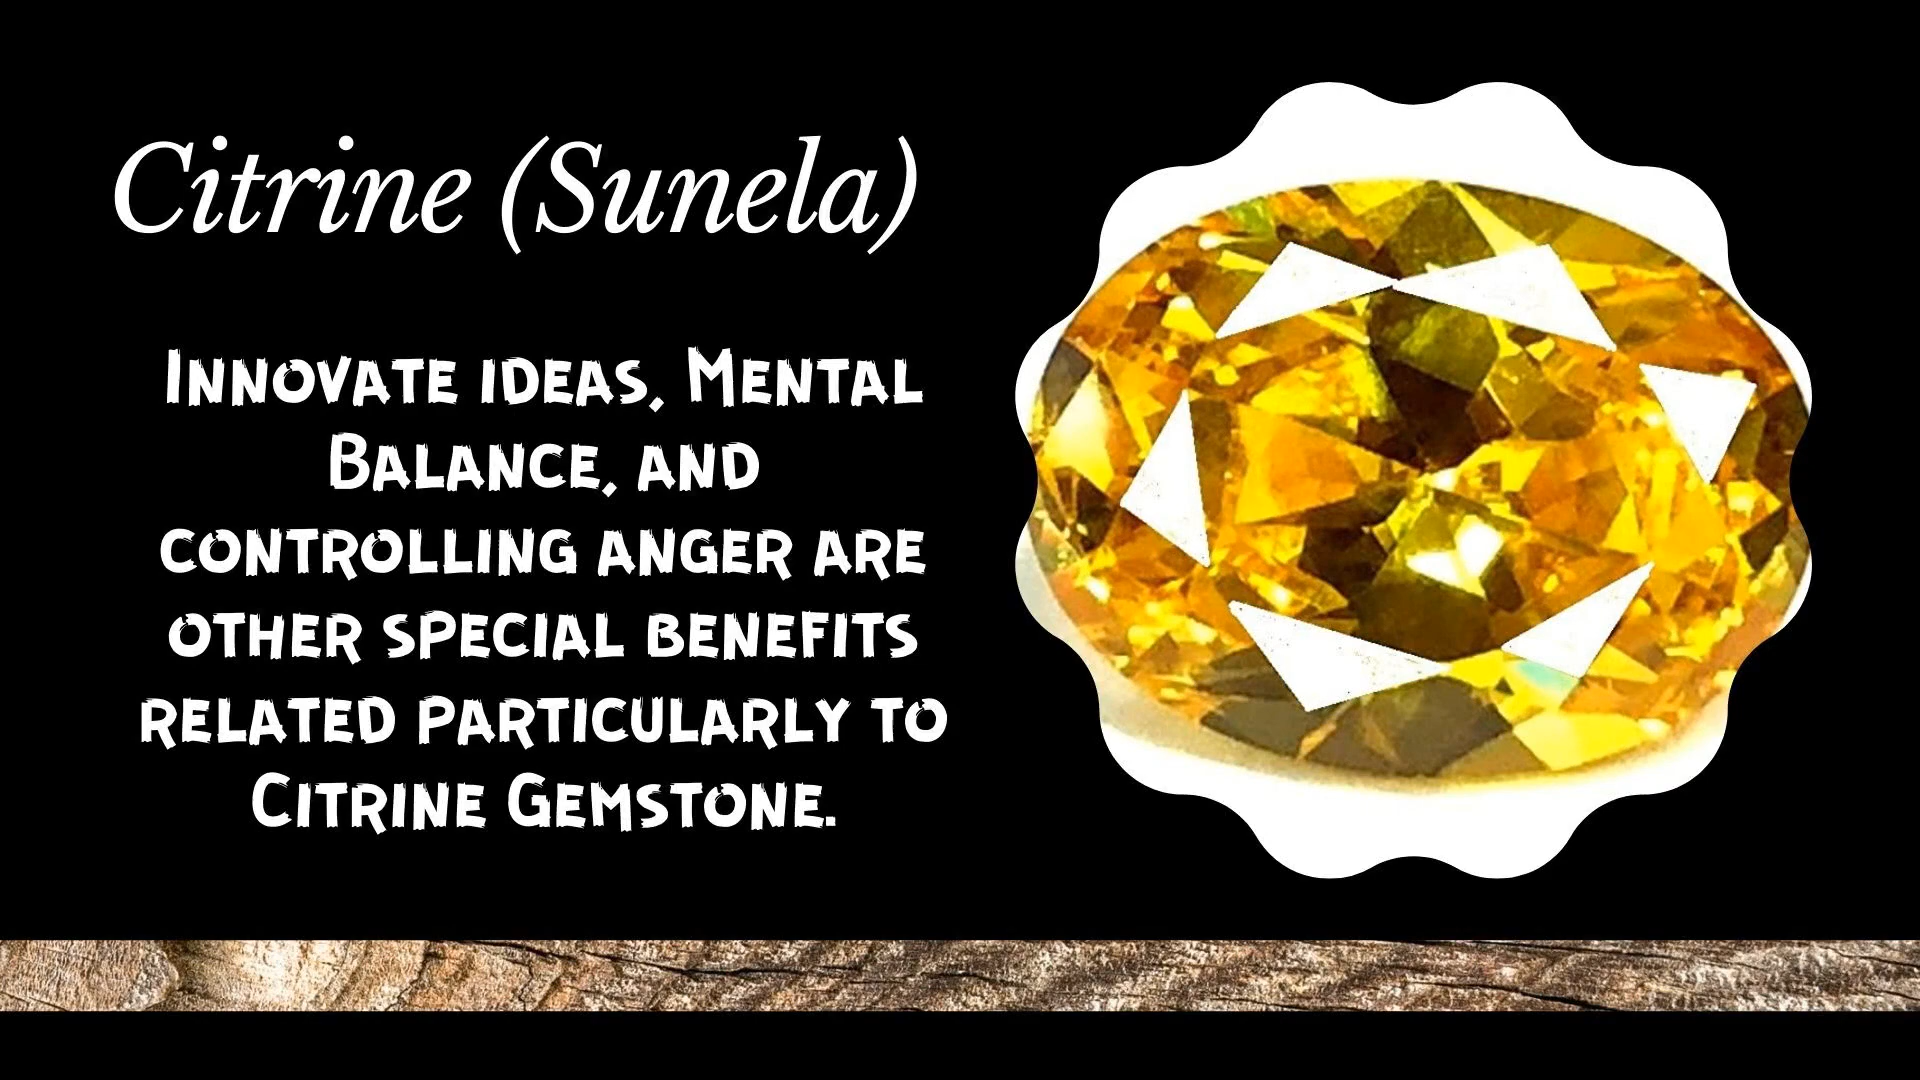 Citrine (Sunela)
Innovate ideas, Mental
Balance, and
controlling anger are
other special benefits
related particularly to
Citrine Gemstone.